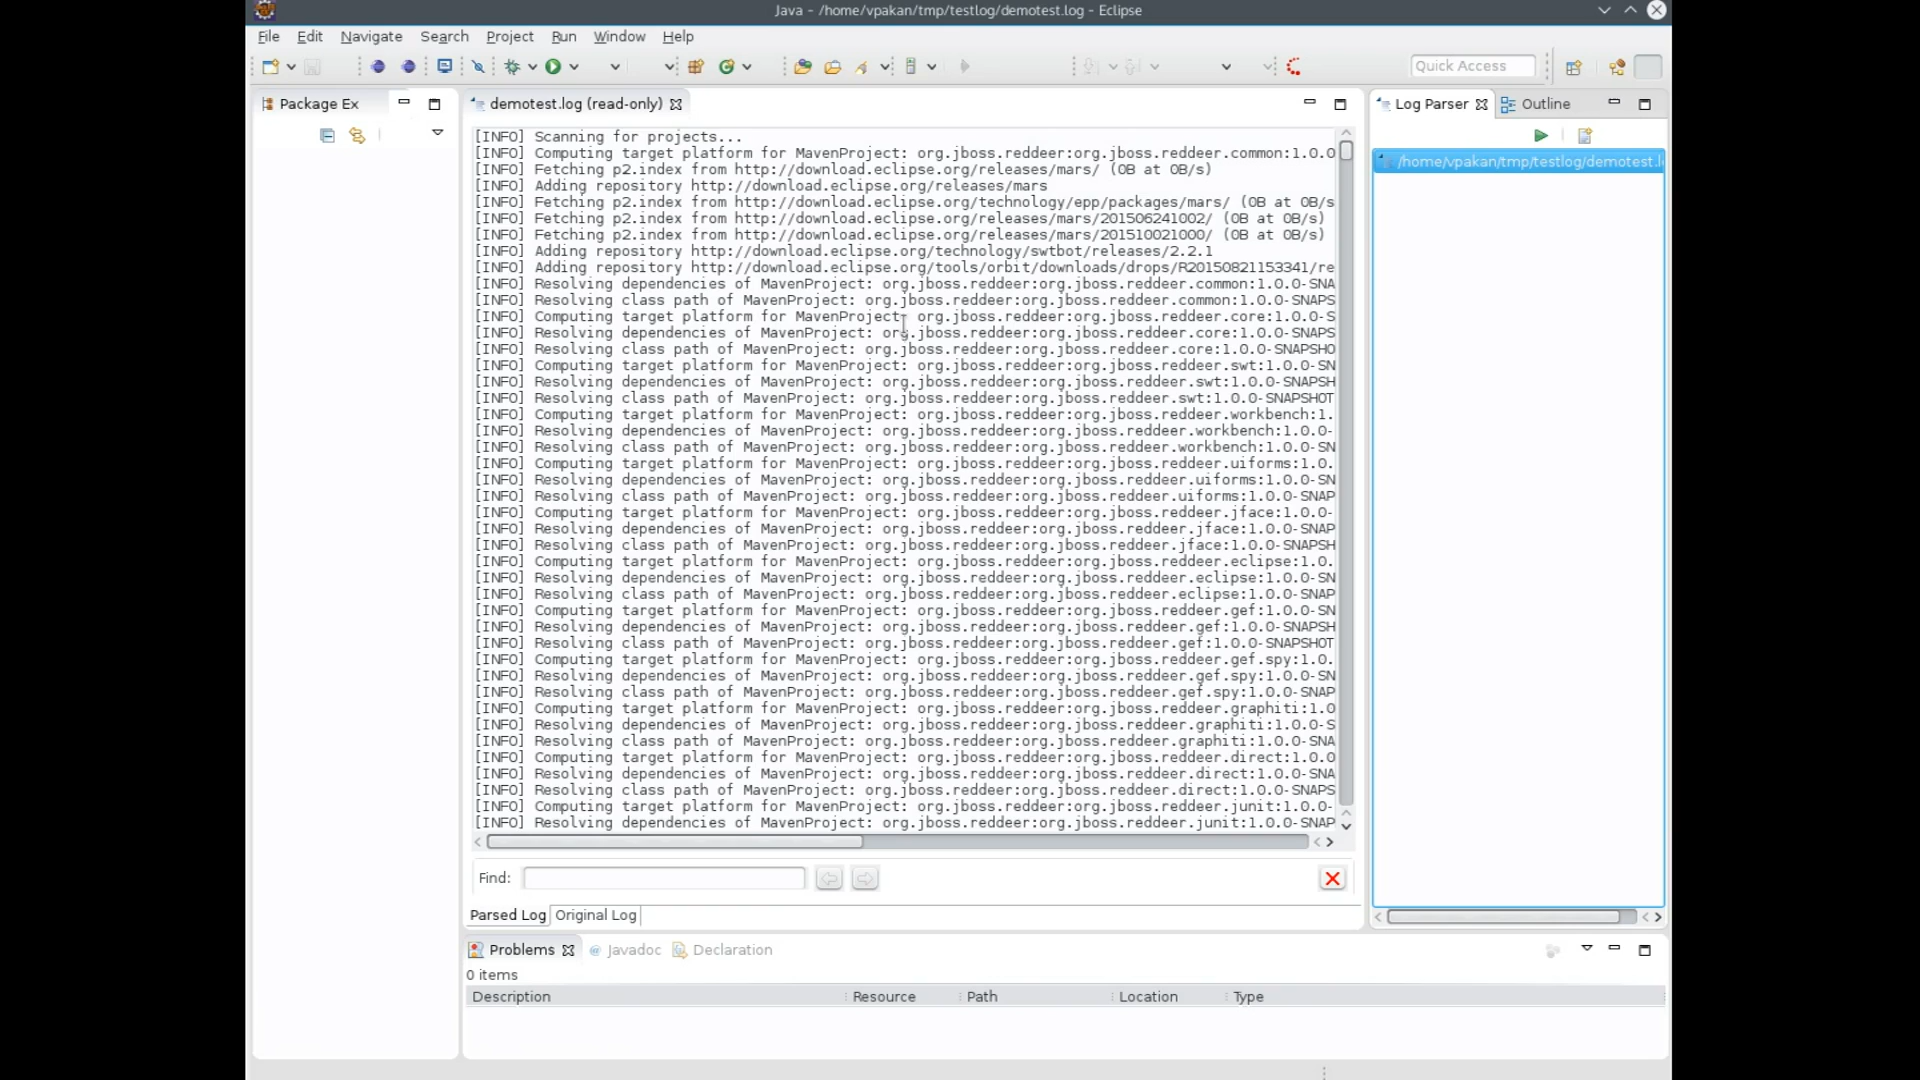 Java - /home/vpakan/tmp/testlog/demotest.log - Eclipse
File Edit Navigate Search Project Run Window Help
Quick Access
Package Ex
demotest.log (read-only)
Log Parser
Outline
/home/vpakan/tmp/testlog/demotest.l
[INFO] Scanning for projects...
[INFO] Computing target platform for MavenProject: org.jboss.reddeer:org.jboss.reddeer.common:1.0.0
[INFO] Fetching p2.index from http://download.eclipse.org/releases/mars/ (0B at 0B/s)
[INFO] Adding repository http://download.eclipse.org/releases/mars
[INFO] Fetching p2.index from http://download.eclipse.org/technology/epp/packages/mars/ (0B at 0B/s
[INFO] Fetching p2.index from http://download.eclipse.org/releases/mars/201506241002/ (0B at 0B/s)
[INFO] Fetching p2.index from http://download.eclipse.org/releases/mars/201510021000/ (0B at 0B/s)
[INFO] Adding repository http://download.eclipse.org/technology/swtbot/releases/2.2.1
[INFO] Adding repository http://download.eclipse.org/tools/orbit/downloads/drops/R20150821153341/re
[INFO] Resolving dependencies of MavenProject: org.jboss.reddeer:org.jboss.reddeer.common:1.0.0-SNA
[INFO] Resolving class path of MavenProject: org.jboss.reddeer:org.jboss.reddeer.common:1.0.0-SNAPS
[INFO] Computing target platform for MavenProject: org.jboss.reddeer:org.jboss.reddeer.core:1.0.0-S
[INFO] Resolving dependencies of MavenProject: org.jboss.reddeer:org.jboss.reddeer.core:1.0.0-SNAPS
[INFO] Resolving class path of MavenProject: org.jboss.reddeer:org.jboss.reddeer.core:1.0.0-SNAPSHO
[INFO] Computing target platform for MavenProject: org.jboss.reddeer:org.jboss.reddeer.swt:1.0.0-SN
[INFO] Resolving dependencies of MavenProject: org.jboss.reddeer:org.jboss.reddeer.swt:1.0.0-SNAPSH
[INFO] Resolving class path of MavenProject: org.jboss.reddeer:org.jboss.reddeer.swt:1.0.0-SNAPSHOT
[INFO] Computing target platform for MavenProject: org.jboss.reddeer:org.jboss.reddeer.workbench:1.
[INFO] Resolving dependencies of MavenProject: org.jboss.reddeer:org.jboss.reddeer.workbench:1.0.0-
[INFO] Resolving class path of MavenProject: org.jboss.reddeer:org.jboss.reddeer.workbench:1.0.0-SN
[INFO] Computing target platform for MavenProject: org.jboss.reddeer:org.jboss.reddeer.uiforms:1.0.
[INFO] Resolving dependencies of MavenProject: org.jboss.reddeer:org.jboss.reddeer.uiforms:1.0.0-SN
[INFO] Resolving class path of MavenProject: org.jboss.reddeer:org.jboss.reddeer.uiforms:1.0.0-SNAP
[INFO] Computing target platform for MavenProject: org.jboss.reddeer:org.jboss.reddeer.jface:1.0.0-
[INFO] Resolving dependencies of MavenProject: org.jboss.reddeer:org.jboss.reddeer.jface:1.0.0-SNAP
[INFO] Resolving class path of MavenProject: org.jboss.reddeer:org.jboss.reddeer.jface:1.0.0-SNAPSH
[INFO] Computing target platform for MavenProject: org.jboss.reddeer:org.jboss.reddeer.eclipse:1.0.
[INFO] Resolving dependencies of MavenProject: org.jboss.reddeer:org.jboss.reddeer.eclipse:1.0.0-SN
[INFO] Resolving class path of MavenProject: org.jboss.reddeer:org.jboss.reddeer.eclipse:1.0.0-SNAP
[INFO] Computing target platform for MavenProject: org.jboss.reddeer:org.jboss.reddeer.gef:1.0.0-SN
[INFO] Resolving dependencies of MavenProject: org.jboss.reddeer:org.jboss.reddeer.gef:1.0.0-SNAPSH
[INFO] Resolving class path of MavenProject: org.jboss.reddeer:org.jboss.reddeer.gef:1.0.0-SNAPSHOT
[INFO] Computing target platform for MavenProject: org.jboss.reddeer:org.jboss.reddeer.gef.spy:1.0.
[INFO] Resolving dependencies of MavenProject: org.jboss.reddeer:org.jboss.reddeer.gef.spy:1.0.0-SN
[INFO] Resolving class path of MavenProject: org.jboss.reddeer:org.jboss.reddeer.gef.spy:1.0.0-SNAP
[INFO] Computing target platform for MavenProject: org.jboss.reddeer:org.jboss.reddeer.graphiti:1.0
[INFO] Resolving dependencies of MavenProject: org.jboss.reddeer:org.jboss.reddeer.graphiti:1.0.0-S
[INFO] Resolving class path of MavenProject: org.jboss.reddeer:org.jboss.reddeer.graphiti:1.0.0-SNA
[INFO] Computing target platform for MavenProject: org.jboss.reddeer:org.jboss.reddeer.direct:1.0.0
[INFO] Resolving dependencies of MavenProject: org.jboss.reddeer:org.jboss.reddeer.direct:1.0.0-SNA
[INFO] Resolving class path of MavenProject: org.jboss.reddeer:org.jboss.reddeer.direct:1.0.0-SNAPS
[INFO] Computing target platform for MavenProject: org.jboss.reddeer:org.jboss.reddeer.junit:1.0.0-
[INFO] Resolving dependencies of MavenProject: org.jboss.reddeer:org.jboss.reddeer.junit:1.0.0-SNAP
Find:
Parsed Log Original Log
Problems Javadoc Declaration
0 items
Description Resource Path Location Type